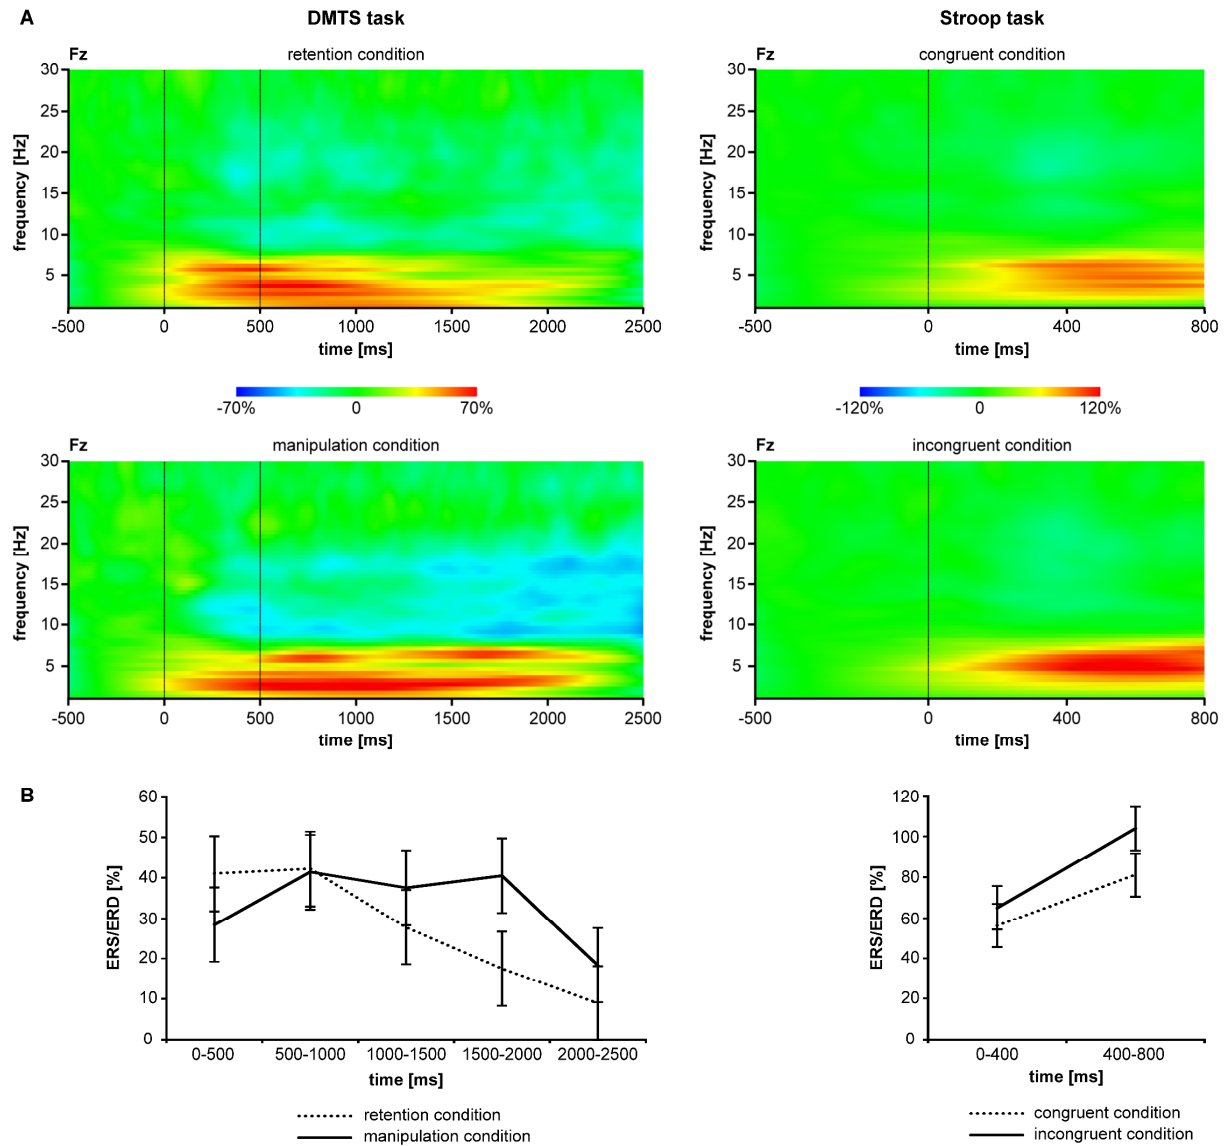 A
DMTS task
Stroop task
Fz
retention condition
Fz
congruent condition
frequency [Hz]
30
25
20
15
10
5
-500
0
500
1000
1500
2000
2500
time [ms]
frequency [Hz]
30
25
20
15
10
5
-500
0
400
800
time [ms]
-70%
0
70%
-120%
0
120%
Fz
manipulation condition
Fz
incongruent condition
frequency [Hz]
30
25
20
15
10
5
-500
0
500
1000
1500
2000
2500
time [ms]
frequency [Hz]
30
25
20
15
10
5
-500
0
400
800
time [ms]
B
ERS/ERD [%]
60
50
40
30
20
10
0
0-500
500-1000
1000-1500
1500-2000
2000-2500
time [ms]
retention condition
manipulation condition
ERS/ERD [%]
120
100
80
60
40
20
0
0-400
400-800
time [ms]
congruent condition
incongruent condition